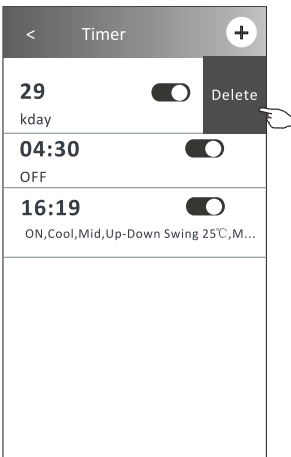 < Timer +
29 Delete
kday
04:30
OFF
16:19
ON,Cool,Mid,Up-Down Swing 25℃,M...